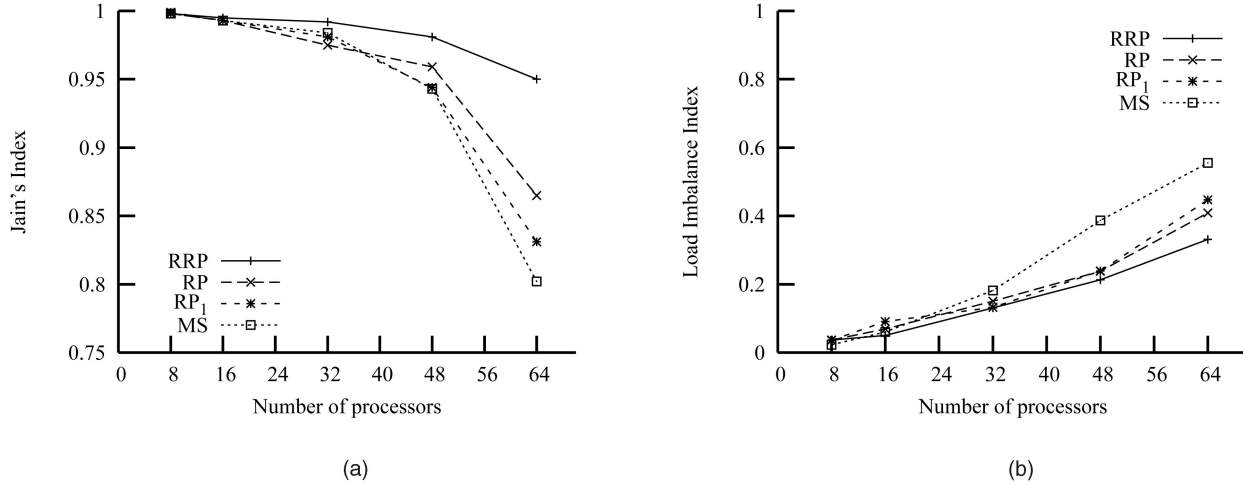 1
0.95
0.9
0.85
0.8
0.75
Jain's Index
RRP
RP
RP1
MS
0 8 16 24 32 40 48 56 64
Number of processors
(a)
1
0.8
0.6
0.4
0.2
0
Load Imbalance Index
RRP
RP
RP1
MS
0 8 16 24 32 40 48 56 64
Number of processors
(b)